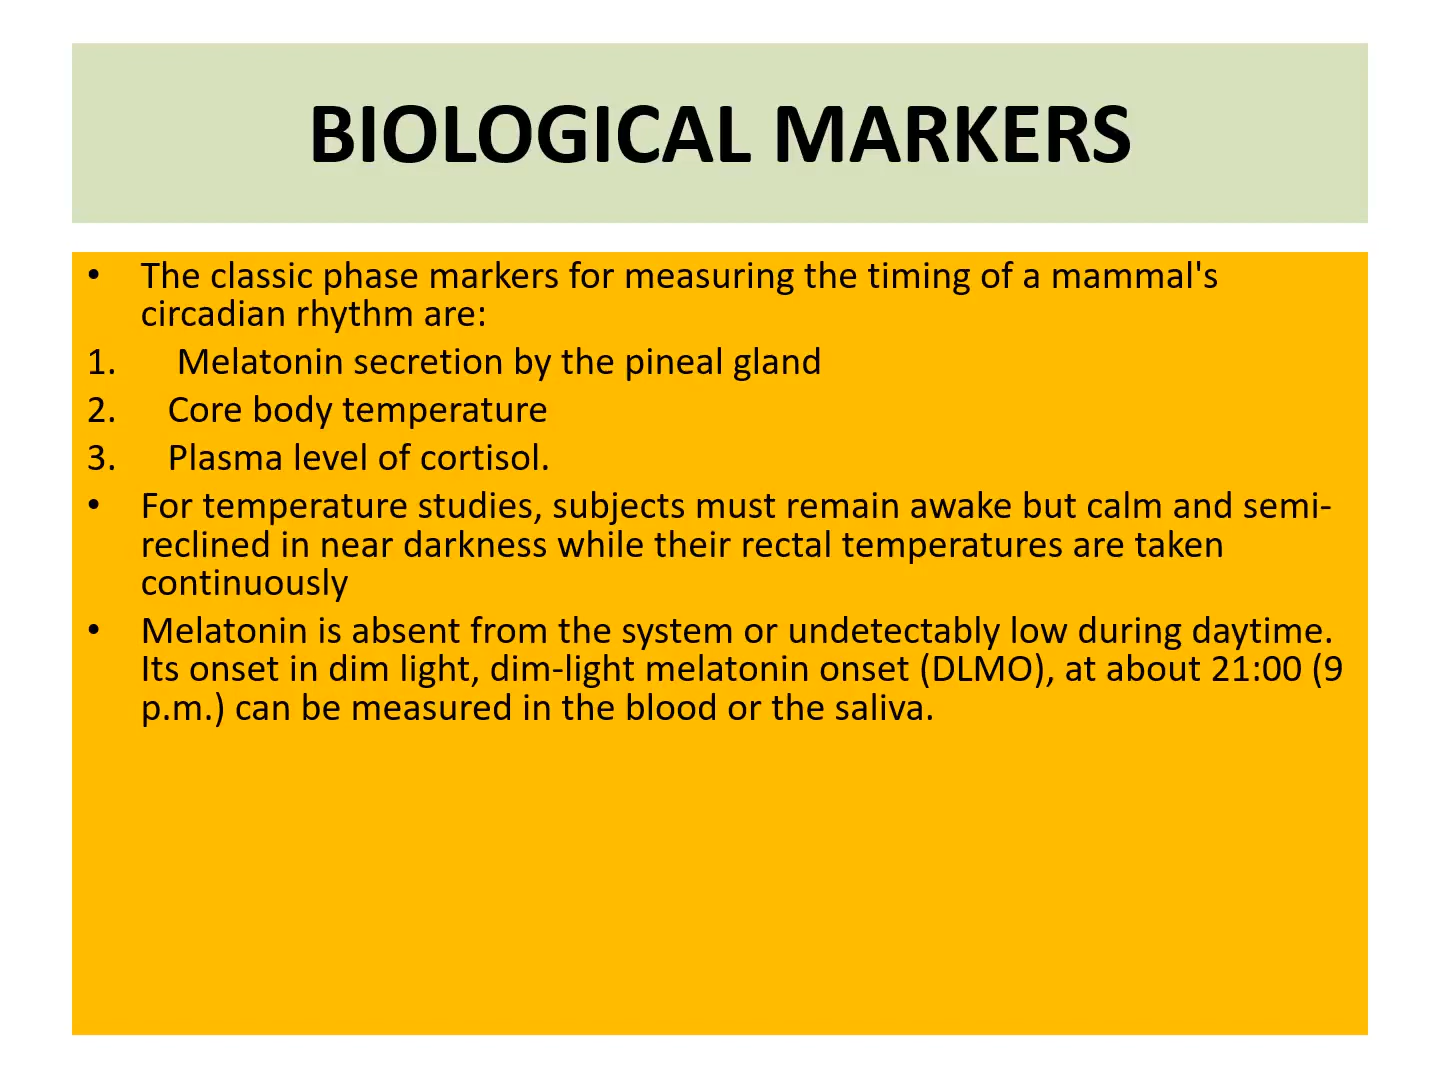 BIOLOGICAL MARKERS
• The classic phase markers for measuring the timing of a mammal's
circadian rhythm are:
1. Melatonin secretion by the pineal gland
2. Core body temperature
3. Plasma level of cortisol.
• For temperature studies, subjects must remain awake but calm and semi-
reclined in near darkness while their rectal temperatures are taken
continuously
• Melatonin is absent from the system or undetectably low during daytime.
Its onset in dim light, dim-light melatonin onset (DLMO), at about 21:00 (9
p.m.) can be measured in the blood or the saliva.